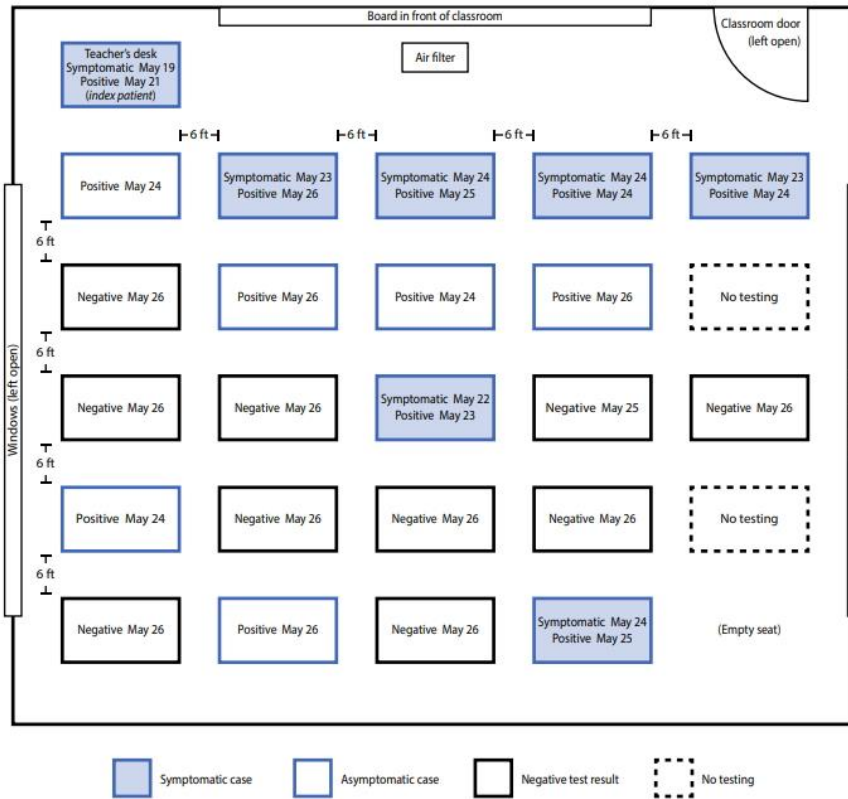 Board in front of classroom
Classroom door
(left open)
Teacher's desk
Symptomatic May 19
Positive May 21
(index patient)
Air filter
6 ft
6 ft
6 ft
6 ft
Positive May 24
Symptomatic May 23
Positive May 26
Symptomatic May 24
Positive May 25
Symptomatic May 24
Positive May 24
Symptomatic May 23
Positive May 24
6 ft
Negative May 26
Positive May 26
Positive May 24
Positive May 26
No testing
6 ft
Windows (left open)
Negative May 26
Negative May 26
Symptomatic May 22
Positive May 23
Negative May 25
Negative May 26
6 ft
Positive May 24
Negative May 26
Negative May 26
Negative May 26
No testing
6 ft
Negative May 26
Positive May 26
Negative May 26
Symptomatic May 24
Positive May 25
(Empty seat)
Symptomatic case
Asymptomatic case
Negative test result
No testing